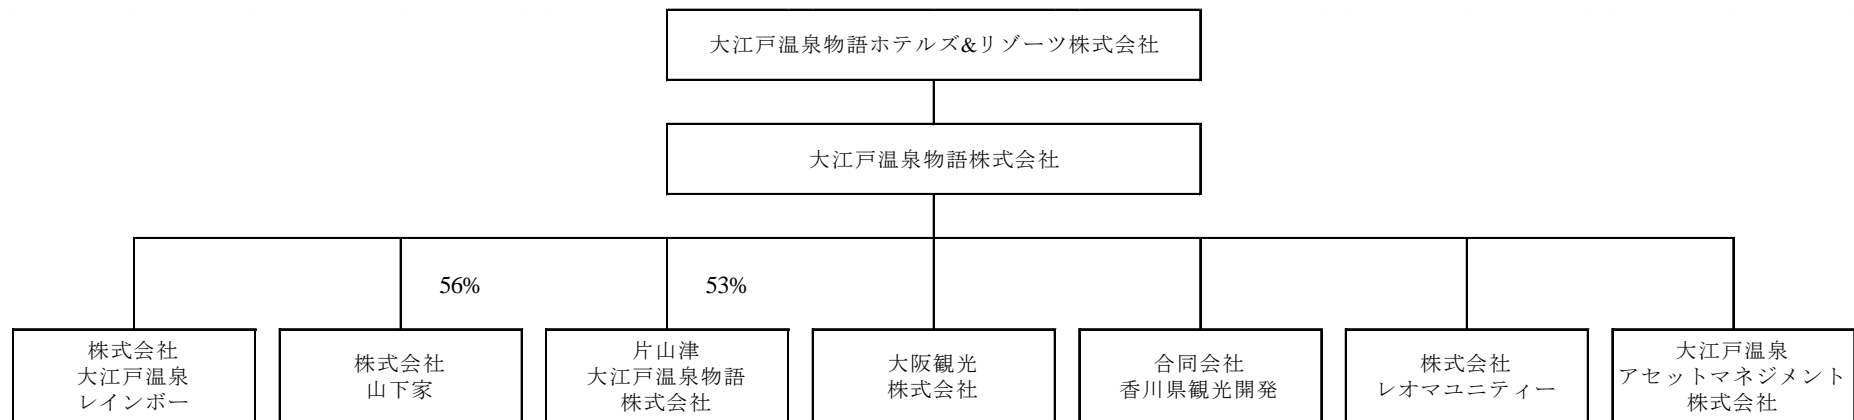 大江戸温泉物語ホテルズ&リゾーツ株式会社
大江戸温泉物語株式会社
56%
53%
株式会社
大江戸温泉
レインボー
株式会社
山下家
片山津
大江戸温泉物語
株式会社
大阪観光
株式会社
合同会社
香川県観光開発
株式会社
レオマユニティー
大江戸温泉
アセットマネジメント
株式会社